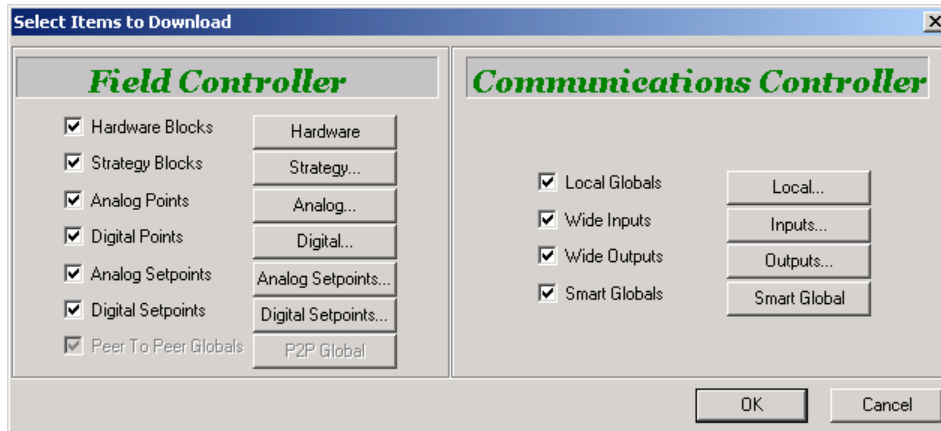 Select Items to Download
Field Controller
Hardware Blocks
Hardware
Strategy Blocks
Strategy...
Analog Points
Analog...
Digital Points
Digital...
Analog Setpoints
Analog Setpoints...
Digital Setpoints
Digital Setpoints...
Peer To Peer Globals
P2P Global
Communications Controller
Local Globals
Local...
Wide Inputs
Inputs...
Wide Outputs
Outputs...
Smart Globals
Smart Global
OK
Cancel